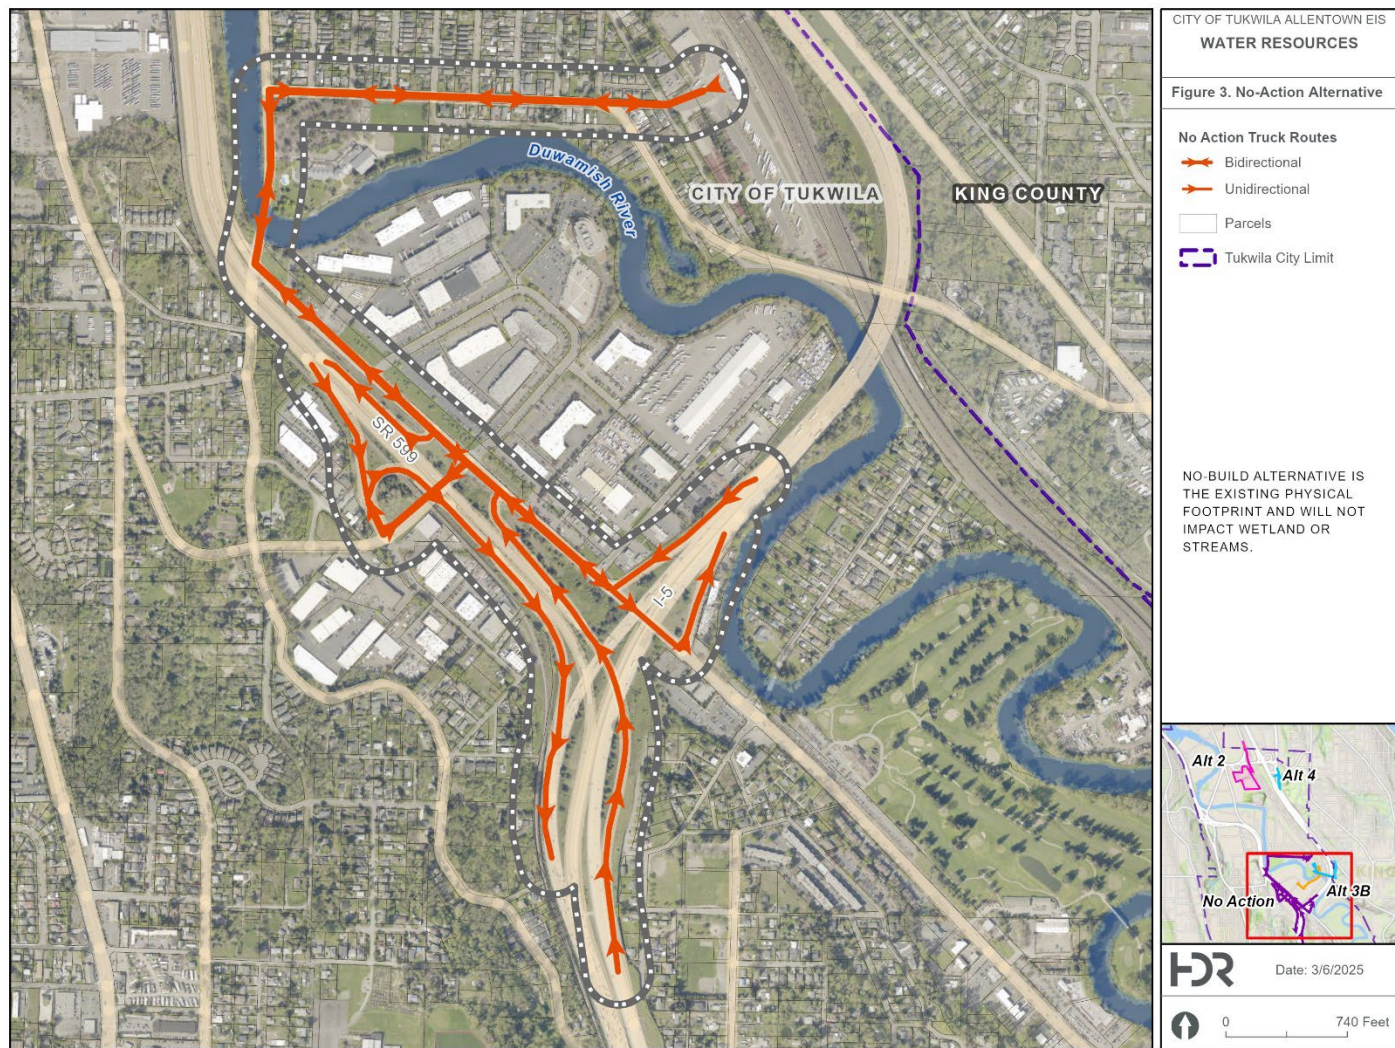 CITY OF TUKWILA ALLENTOWN EIS
WATER RESOURCES
Figure 3. No-Action Alternative
No Action Truck Routes
Bidirectional
Unidirectional
Parcels
Tukwila City Limit
NO-BUILD ALTERNATIVE IS
THE EXISTING PHYSICAL
FOOTPRINT AND WILL NOT
IMPACT WETLAND OR
STREAMS.
Duwamish River
CITY OF TUKWILA
KING COUNTY
SR 599
I-5
Alt 2
Alt 4
No Action
Alt 3B
HDR
Date: 3/6/2025
0
740 Feet